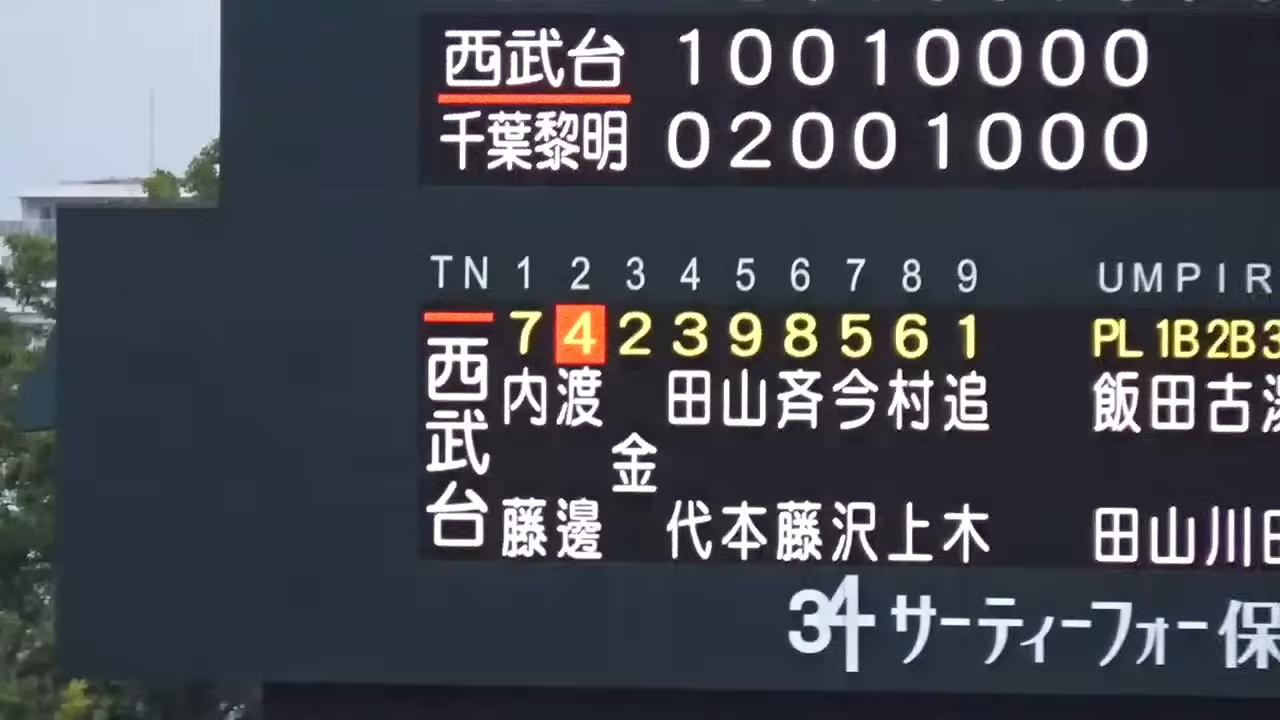 西武台 10010000
千葉黎明 02001000
TN 1 2 3 4 5 6 7 8 9 UMPIR
7 4 2 3 9 8 5 6 1 PL 1B 2B 3
西武台 内藤 渡邊 金 田代 山本 斉藤 今沢 村上 追木 飯田 田山 古川
34 サーティーフォー保